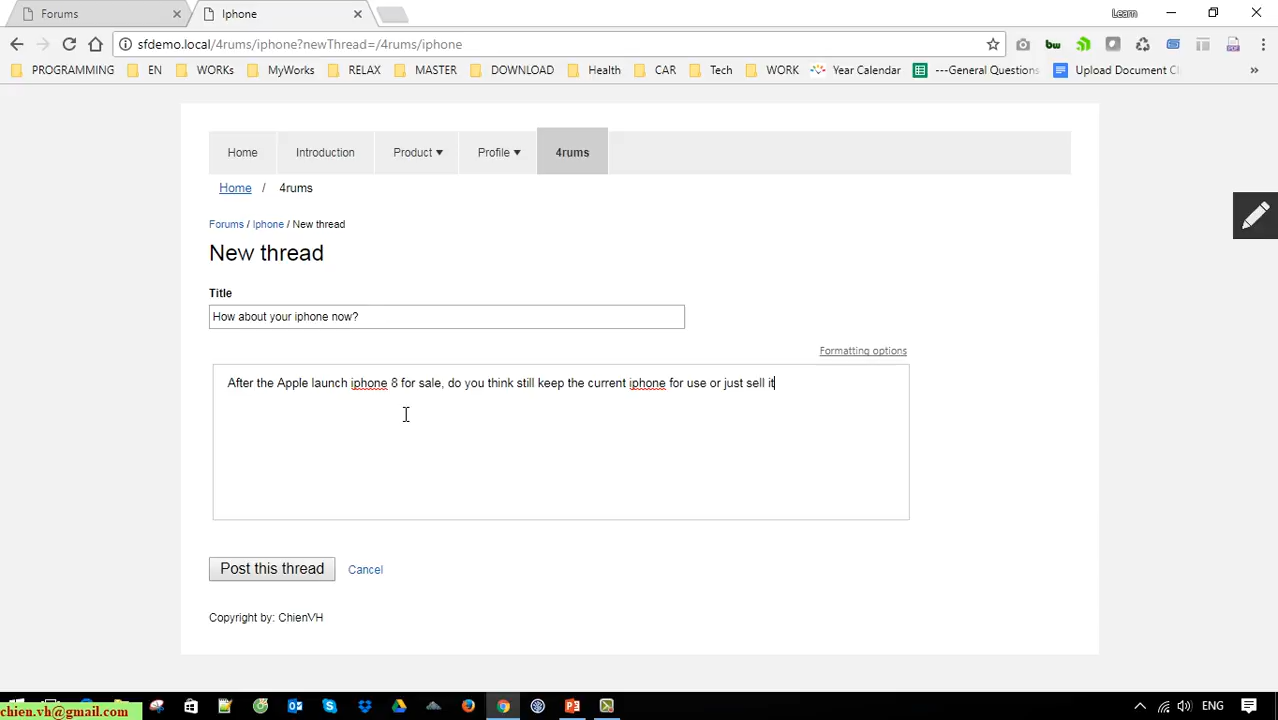 Forums
Iphone
Learn
sfdemo.local/4rums/iphone?newThread=/4rums/iphone
PROGRAMMING EN WORKs MyWorks RELAX MASTER DOWNLOAD Health CAR Tech WORK Year Calendar ---General Questions Upload Document Cl
Home Introduction Product Profile 4rums
Home / 4rums
Forums / Iphone / New thread
New thread
Title
How about your iphone now?
Formatting options
After the Apple launch iphone 8 for sale, do you think still keep the current iphone for use or just sell it
Post this thread Cancel
Copyright by: ChienVH
chien.vh@gmail.com
ENG